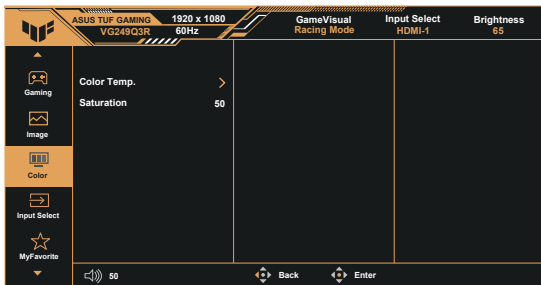 ASUS TUF GAMING 1920 x 1080 GameVisual Input Select Brightness
VG249Q3R 60Hz Racing Mode HDMI-1 65
Gaming
Image
Color
Input Select
MyFavorite
Color Temp.
Saturation 50
50 Back Enter